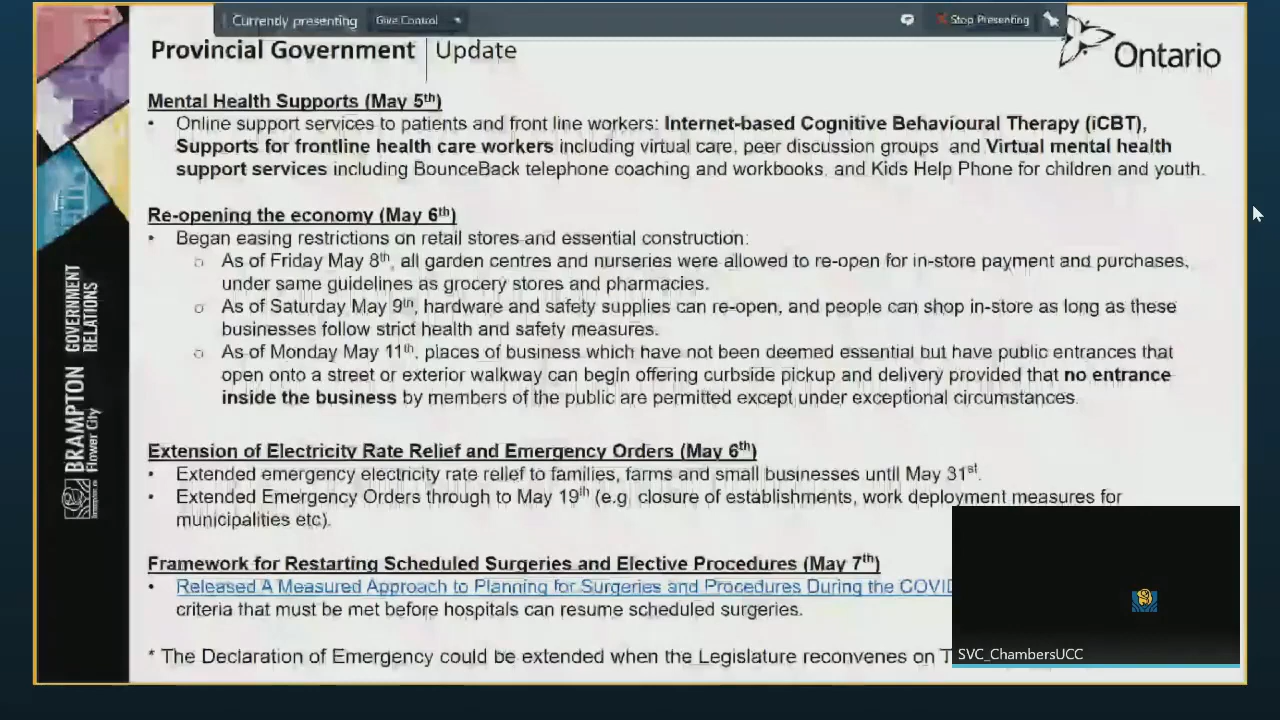 Currently presenting Give Control Stop Presenting
Provincial Government Update
Ontario
Mental Health Supports (May 5th)
• Online support services to patients and front line workers: Internet-based Cognitive Behavioural Therapy (iCBT),
Supports for frontline health care workers including virtual care, peer discussion groups and Virtual mental health
support services including BounceBack telephone coaching and workbooks, and Kids Help Phone for children and youth.
Re-opening the economy (May 6th)
• Began easing restrictions on retail stores and essential construction:
o As of Friday May 8th, all garden centres and nurseries were allowed to re-open for in-store payment and purchases,
under same guidelines as grocery stores and pharmacies.
o As of Saturday May 9th, hardware and safety supplies can re-open, and people can shop in-store as long as these
businesses follow strict health and safety measures.
o As of Monday May 11th, places of business which have not been deemed essential but have public entrances that
open onto a street or exterior walkway can begin offering curbside pickup and delivery provided that no entrance
inside the business by members of the public are permitted except under exceptional circumstances.
Extension of Electricity Rate Relief and Emergency Orders (May 6th)
• Extended emergency electricity rate relief to families, farms and small businesses until May 31st.
• Extended Emergency Orders through to May 19th (e.g. closure of establishments, work deployment measures for
municipalities etc).
Framework for Restarting Scheduled Surgeries and Elective Procedures (May 7th)
• Released A Measured Approach to Planning for Surgeries and Procedures During the COVID
criteria that must be met before hospitals can resume scheduled surgeries.
* The Declaration of Emergency could be extended when the Legislature reconvenes on T
SVC_ChambersUCC
GOVERNMENT
RELATIONS
BRAMPTON
Flower City